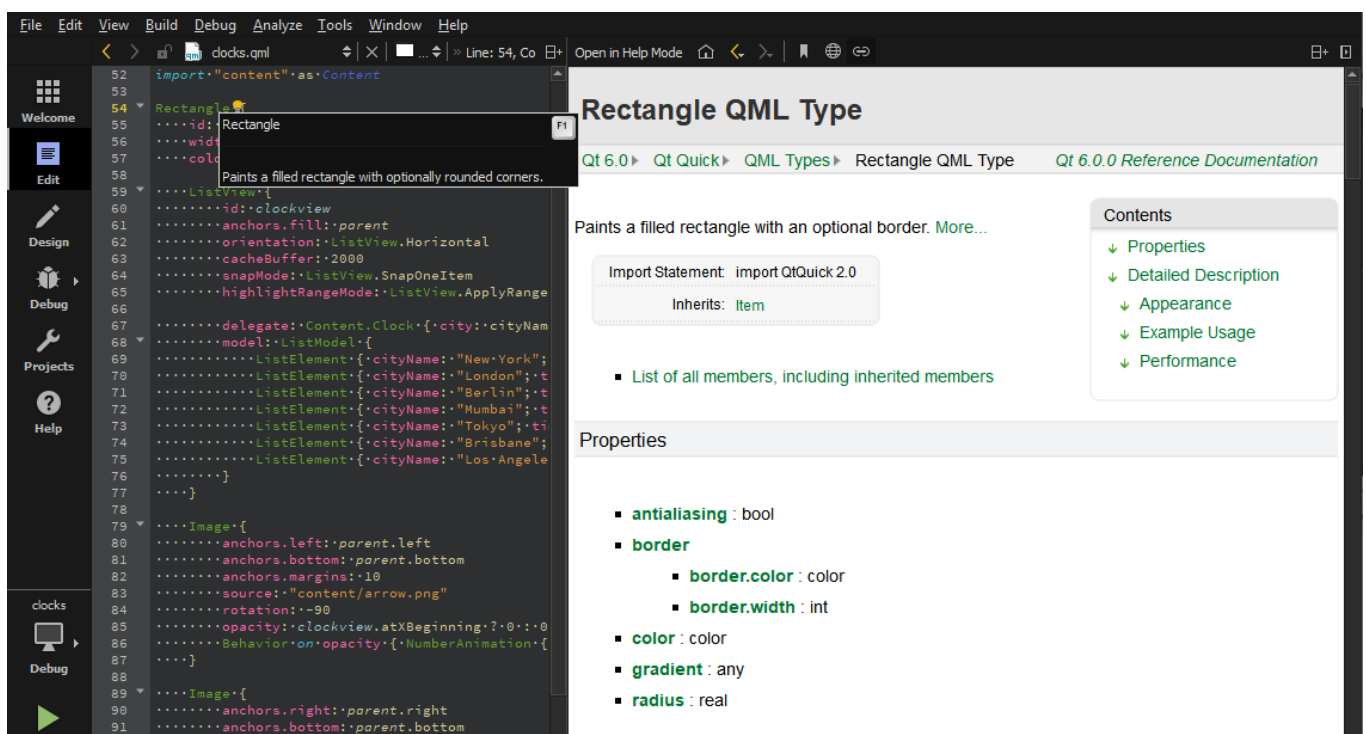 File Edit View Build Debug Analyze Tools Window Help
clocks.qml ... » Line: 54, Co Open in Help Mode
Welcome
Edit
Design
Debug
Projects
Help
clocks
Debug
52 import·"content"·as·Content
53
54 Rectangle
55 ····id:·
56 ····widt
57 ····colo
58
59 ····ListView·{
60 ········id:·clockview
61 ········anchors.fill:·parent
62 ········orientation:·ListView.Horizontal
63 ········cacheBuffer:·2000
64 ········snapMode:·ListView.SnapOneItem
65 ········highlightRangeMode:·ListView.ApplyRange
66
67 ········delegate:·Content.Clock·{·city:·cityNam
68 ········model:·ListModel·{
69 ············ListElement·{·cityName:·"New·York";
70 ············ListElement·{·cityName:·"London";·t
71 ············ListElement·{·cityName:·"Berlin";·t
72 ············ListElement·{·cityName:·"Mumbai";·t
73 ············ListElement·{·cityName:·"Tokyo";·ti
74 ············ListElement·{·cityName:·"Brisbane";
75 ············ListElement·{·cityName:·"Los·Angele
76 ········}
77 ····}
78
79 ····Image·{
80 ········anchors.left:·parent.left
81 ········anchors.bottom:·parent.bottom
82 ········anchors.margins:·10
83 ········source:·"content/arrow.png"
84 ········rotation:·-90
85 ········opacity:·clockview.atXBeginning·?·0·:·0
86 ········Behavior·on·opacity·{·NumberAnimation·{
87 ····}
88
89 ····Image·{
90 ········anchors.right:·parent.right
91 ········anchors.bottom:·parent.bottom
Rectangle F1
Paints a filled rectangle with optionally rounded corners.
Rectangle QML Type
Qt 6.0 Qt Quick QML Types Rectangle QML Type Qt 6.0.0 Reference Documentation
Paints a filled rectangle with an optional border. More...
Import Statement: import QtQuick 2.0
Inherits: Item
List of all members, including inherited members
Contents
Properties
Detailed Description
Appearance
Example Usage
Performance
Properties
antialiasing : bool
border
border.color : color
border.width : int
color : color
gradient : any
radius : real